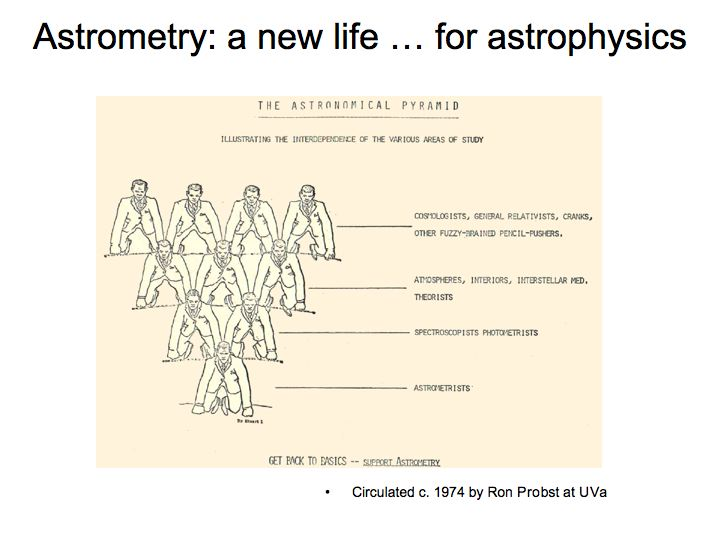 Astrometry: a new life … for astrophysics
THE ASTRONOMICAL PYRAMID
ILLUSTRATING THE INTERDEPENDENCE OF THE VARIOUS AREAS OF STUDY
COSMOLOGISTS, GENERAL RELATIVISTS, CRANKS,
OTHER FUZZY-BRAINED PENCIL-PUSHERS.
ATMOSPHERES, INTERIORS, INTERSTELLAR MED.
THEORISTS
SPECTROSCOPISTS PHOTOMETRISTS
ASTROMETRISTS
GET BACK TO BASICS -- SUPPORT ASTROMETRY
• Circulated c. 1974 by Ron Probst at UVa